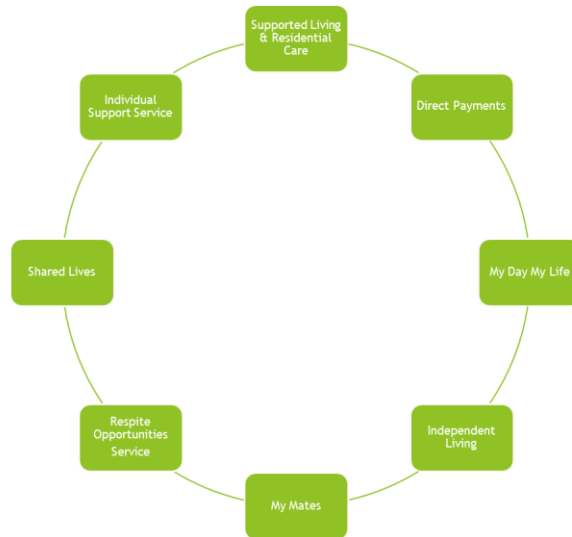 Supported Living
& Residential
Care
Direct Payments
My Day My Life
Independent
Living
My Mates
Respite
Opportunities
Service
Shared Lives
Individual
Support Service